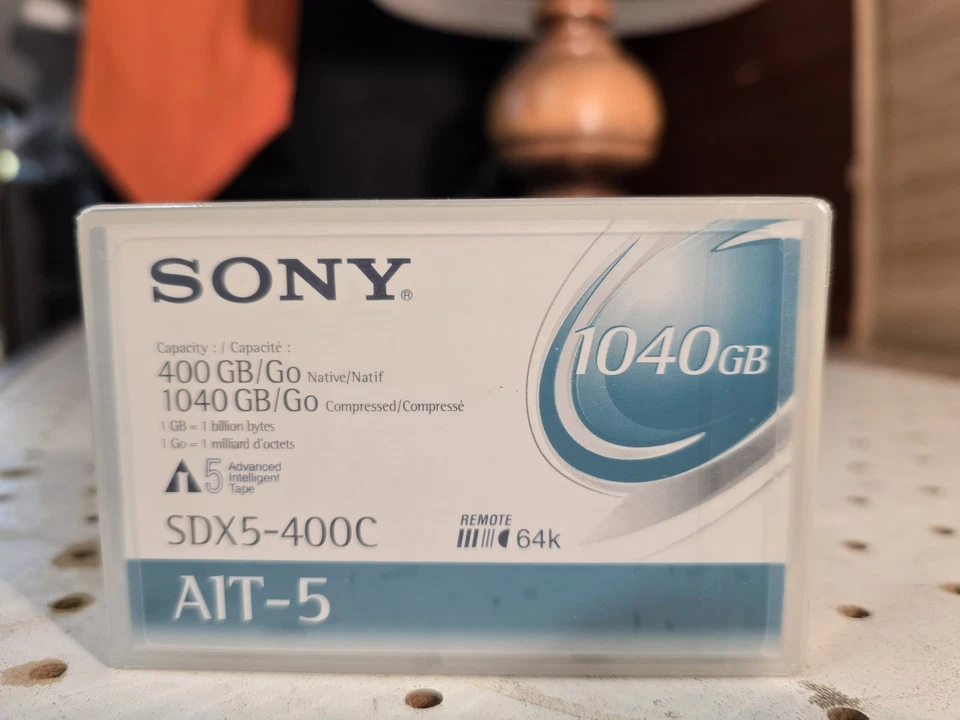 SONY®
1040GB
Capacity : / Capacité :
400 GB/Go Native/Natif
1040 GB/Go Compressed/Compressé
1 GB = 1 billion bytes
1 Go = 1 milliard d'octets
AIT 5 Advanced
Intelligent
Tape
SDX5-400C
REMOTE
64k
AIT-5